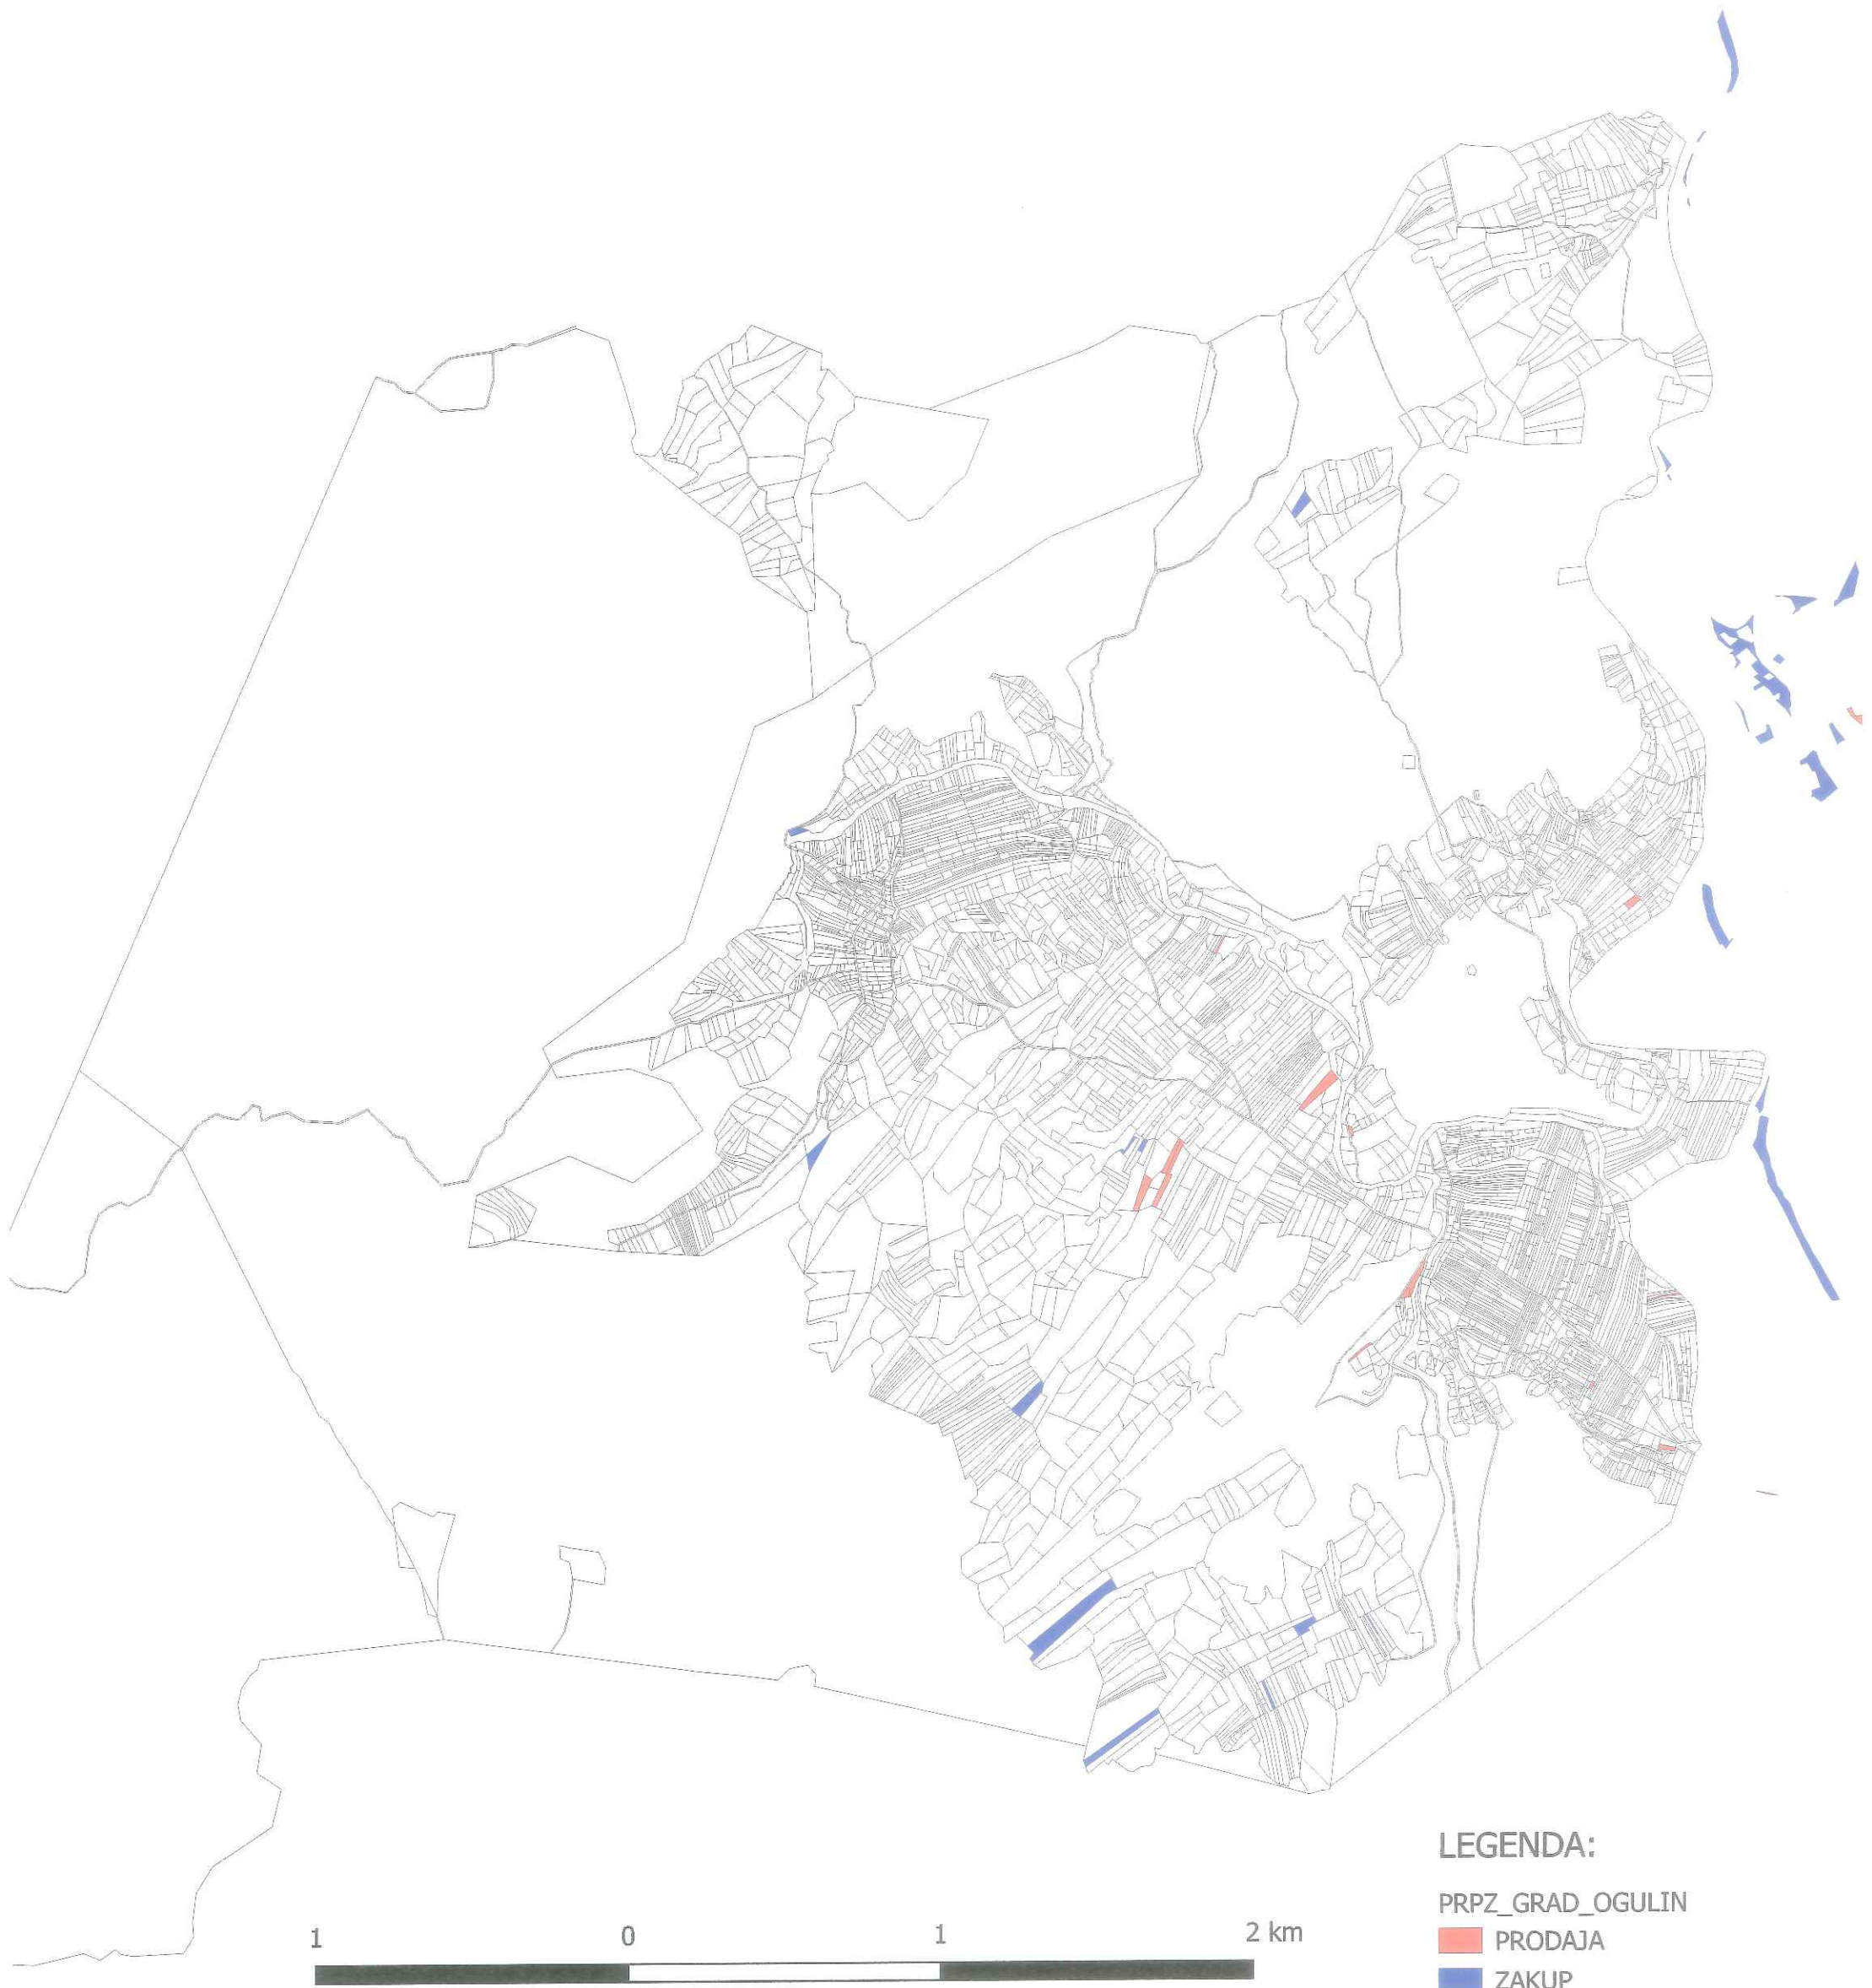 1 0 1 2 km
LEGENDA:
PRPZ_GRAD_OGULIN
PRODAJA
ZAKUP